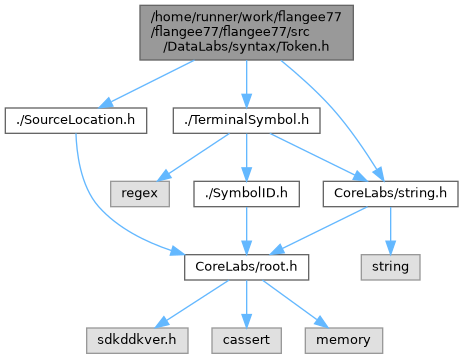 /home/runner/work/flangee77
/flangee77/flangee77/src
/DataLabs/syntax/Token.h
./SourceLocation.h
./TerminalSymbol.h
regex
./SymbolID.h
CoreLabs/string.h
CoreLabs/root.h
string
sdkddkver.h
cassert
memory